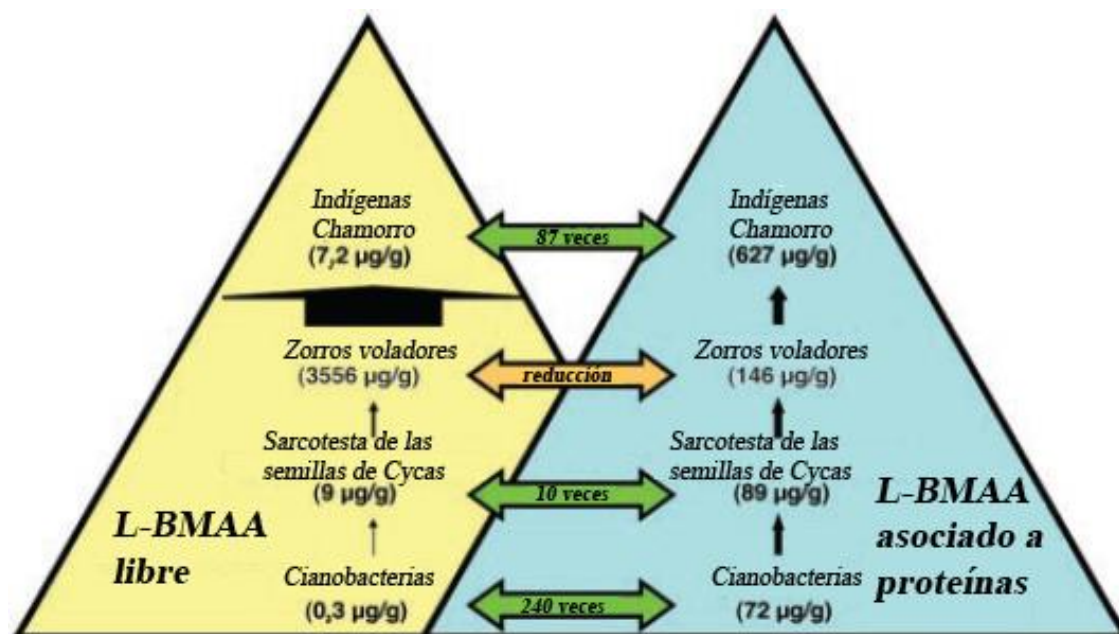 Indígenas
Chamorro
(7,2 µg/g)
87 veces
Indígenas
Chamorro
(627 µg/g)
Zorros voladores
(3556 µg/g)
reducción
Zorros voladores
(146 µg/g)
Sarcotesta de las
semillas de Cycas
(9 µg/g)
10 veces
Sarcotesta de las
semillas de Cycas
(89 µg/g)
L-BMAA
libre
L-BMAA
asociado a
proteínas
Cianobacterias
(0,3 µg/g)
240 veces
Cianobacterias
(72 µg/g)